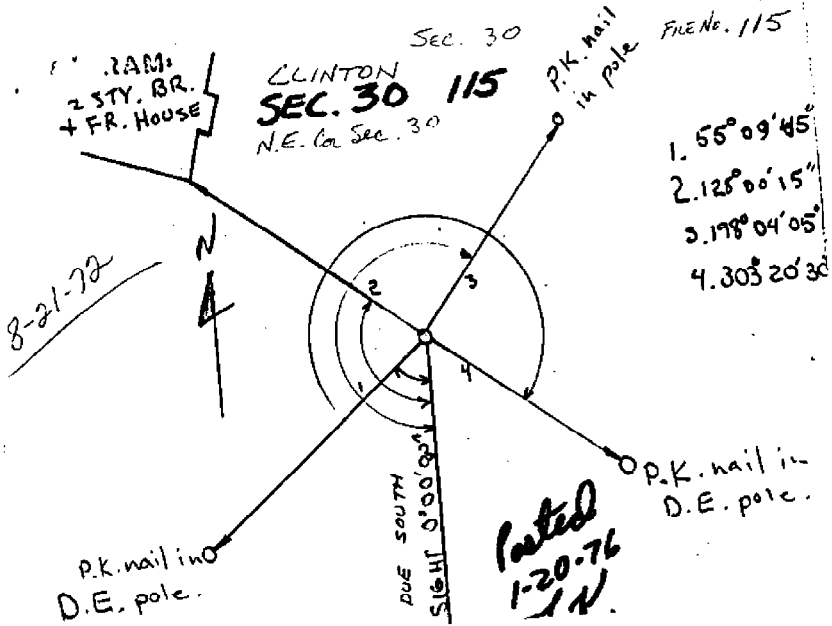 SEC. 30
FILE No. 115
CLINTON
SEC. 30 115
N.E. Cor Sec. 30
2 STY. BR.
+ FR. HOUSE
P.K. nail
in pole
1. 55° 09' 45"
2. 125° 00' 15"
3. 198° 04' 05"
4. 303° 20' 30
N
8-21-72
2
3
1
4
DUE SOUTH
SIGHT 0°00'00"
P.K. nail in
D.E. pole.
P.K. nail in
D.E. pole.
Posted
1-20-76